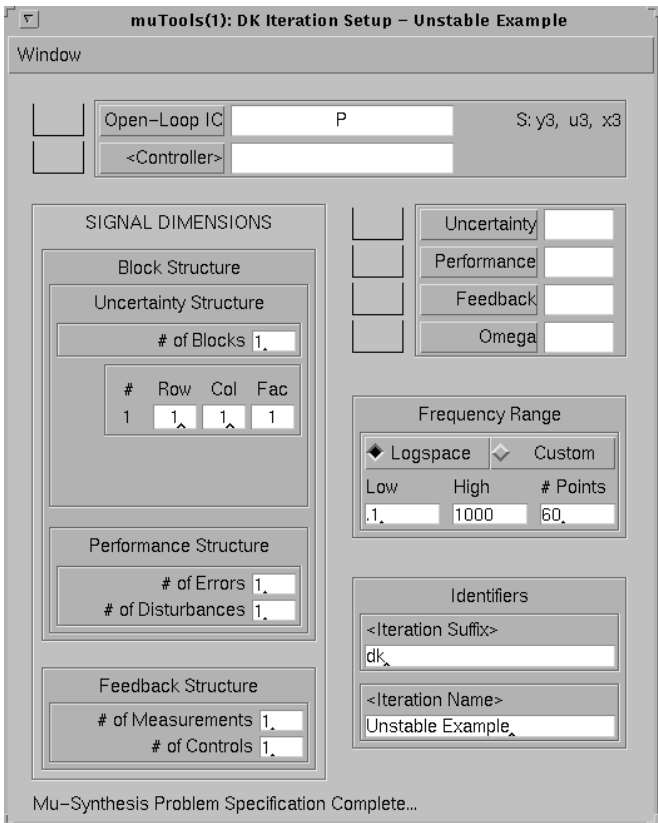 muTools(1): DK Iteration Setup – Unstable Example
Window
Open–Loop IC P S: y3, u3, x3
<Controller>
SIGNAL DIMENSIONS
Block Structure
Uncertainty Structure
# of Blocks 1
# Row Col Fac
1 1 1 1
Performance Structure
# of Errors 1
# of Disturbances 1
Feedback Structure
# of Measurements 1
# of Controls 1
Uncertainty
Performance
Feedback
Omega
Frequency Range
Logspace Custom
Low High # Points
.1 1000 60
Identifiers
<Iteration Suffix>
dk
<Iteration Name>
Unstable Example
Mu–Synthesis Problem Specification Complete...